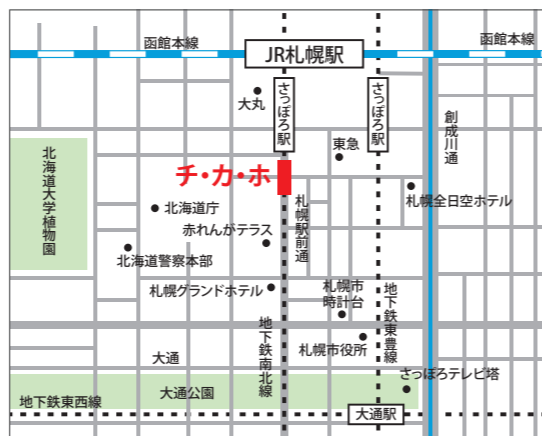 函館本線
函館本線
JR札幌駅
大丸
さっぽろ駅
東急
さっぽろ駅
創成川通
北海道大学植物園
チ・カ・ホ
北海道庁
札幌駅前通
札幌全日空ホテル
赤れんがテラス
北海道警察本部
札幌グランドホテル
札幌市
時計台
地下鉄東豊線
地下鉄南北線
札幌市役所
大通
さっぽろテレビ塔
大通公園
地下鉄東西線
大通駅